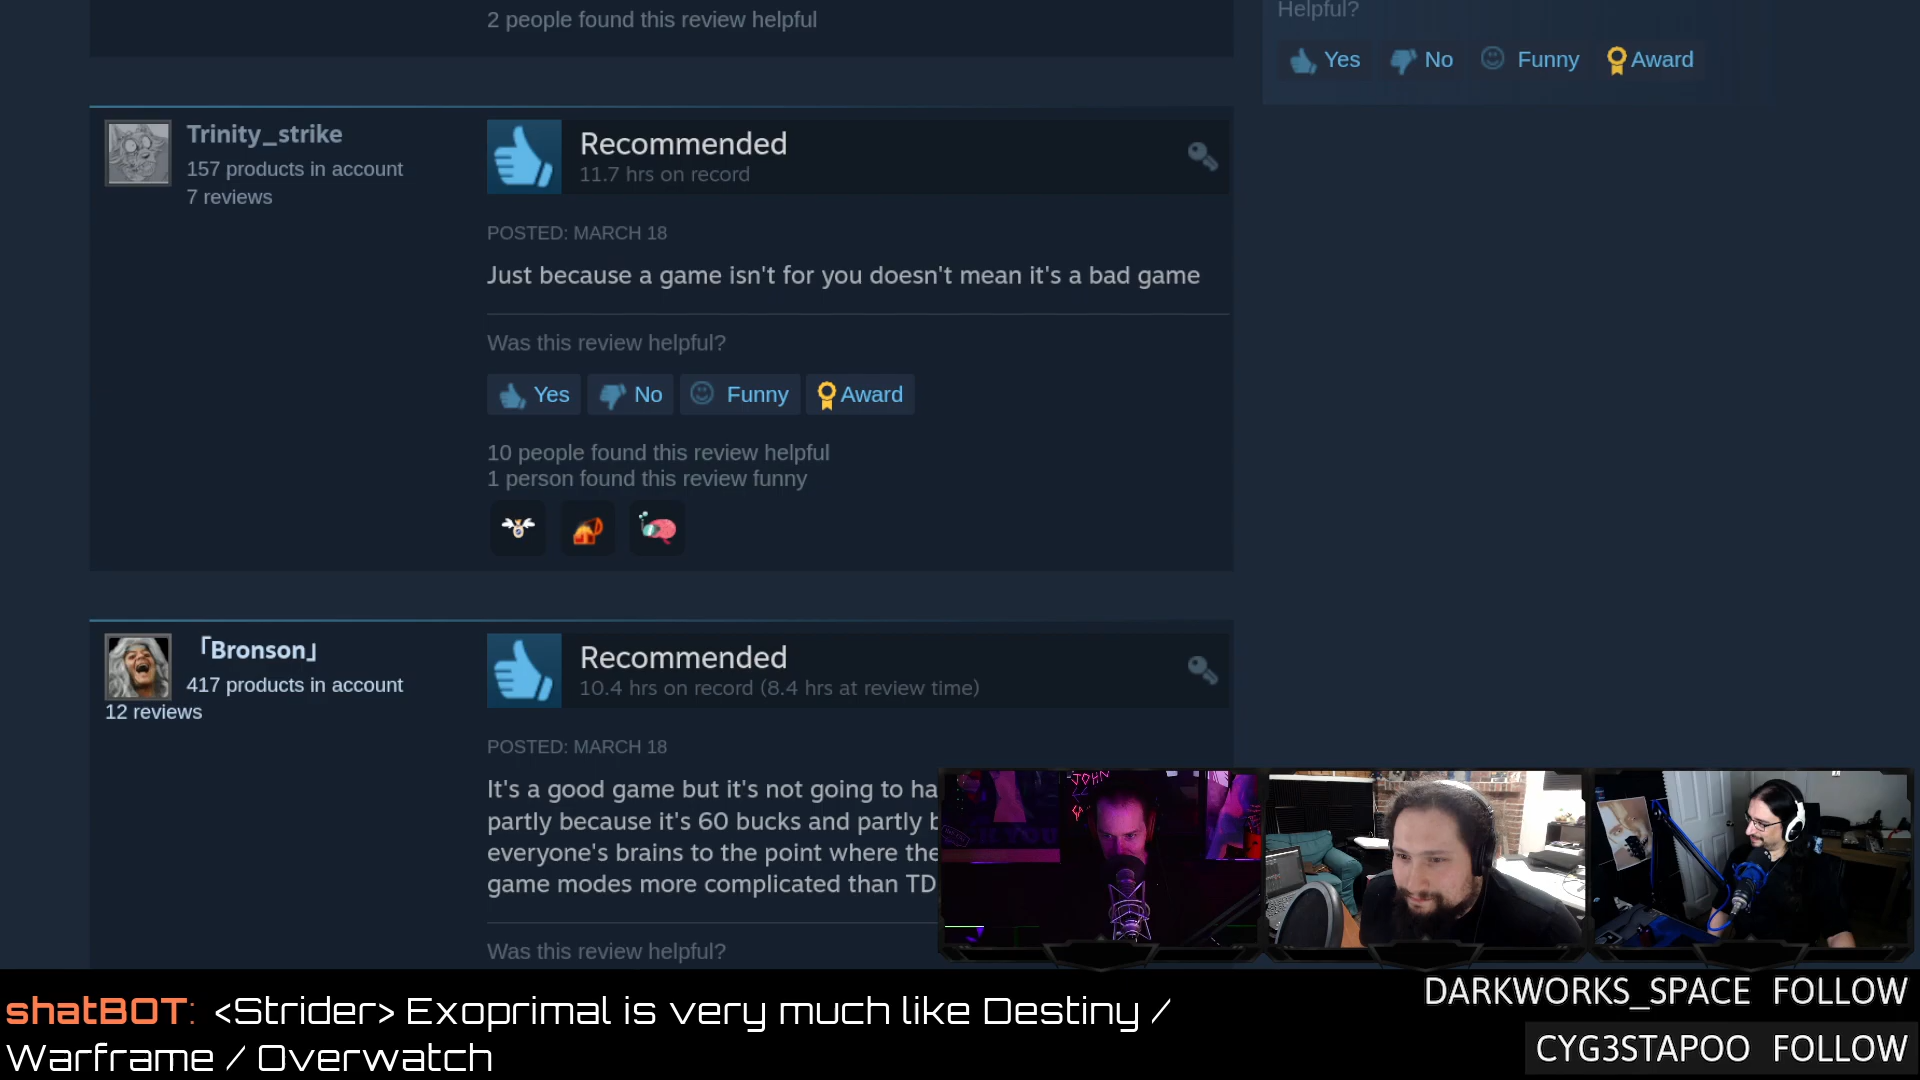 2 people found this review helpful
Helpful?
Yes No Funny Award
Trinity_strike
157 products in account
7 reviews
Recommended
11.7 hrs on record
POSTED: MARCH 18
Just because a game isn't for you doesn't mean it's a bad game
Was this review helpful?
Yes No Funny Award
10 people found this review helpful
1 person found this review funny
「Bronson」
417 products in account
12 reviews
Recommended
10.4 hrs on record (8.4 hrs at review time)
POSTED: MARCH 18
It's a good game but it's not going to ha
partly because it's 60 bucks and partly b
everyone's brains to the point where the
game modes more complicated than TD
Was this review helpful?
JOHN
shatBOT: <Strider> Exoprimal is very much like Destiny /
Warframe / Overwatch
DARKWORKS_SPACE FOLLOW
CYG3STAPOO FOLLOW